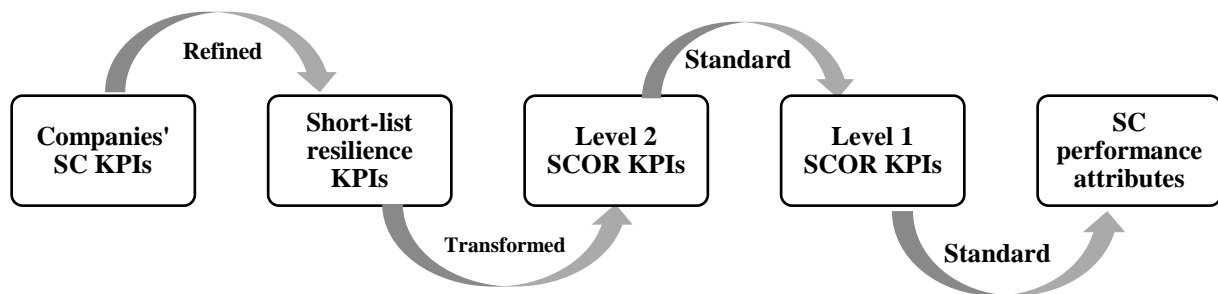 Refined
Standard
Companies'
SC KPIs
Short-list
resilience
KPIs
Level 2
SCOR KPIs
Level 1
SCOR KPIs
SC
performance
attributes
Transformed
Standard